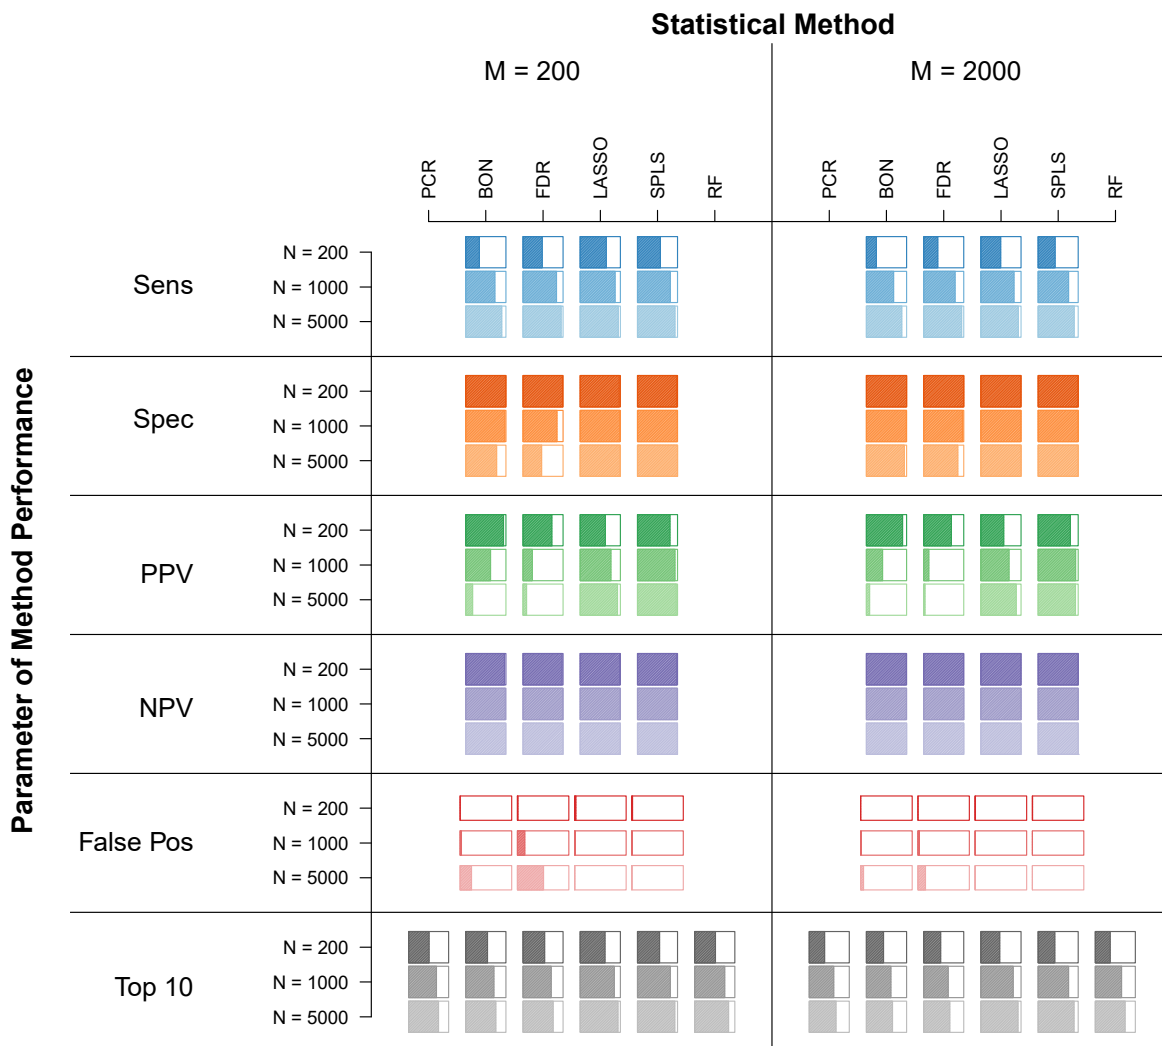 Statistical Method
M = 200
M = 2000
PCR
BON
FDR
LASSO
SPLS
RF
PCR
BON
FDR
LASSO
SPLS
RF
Parameter of Method Performance
Sens
N = 200
N = 1000
N = 5000
Spec
N = 200
N = 1000
N = 5000
PPV
N = 200
N = 1000
N = 5000
NPV
N = 200
N = 1000
N = 5000
False Pos
N = 200
N = 1000
N = 5000
Top 10
N = 200
N = 1000
N = 5000